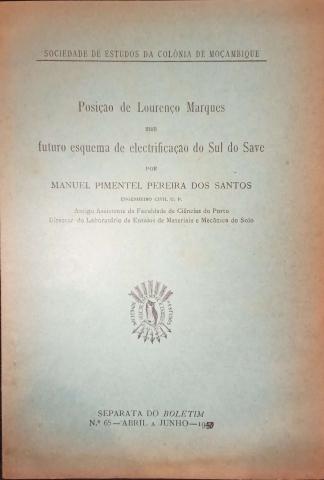 SOCIEDADE DE ESTUDOS DA COLÓNIA DE MOÇAMBIQUE
Posição de Lourenço Marques
num
futuro esquema de electrificação do Sul do Save
POR
MANUEL PIMENTEL PEREIRA DOS SANTOS
ENGENHEIRO CIVIL U. P.
Antigo Assistente da Faculdade de Ciências do Porto
Director do Laboratório de Ensaios de Materiais e Mecânica do Solo
SEPARATA DO BOLETIM
N.º 65—ABRIL a JUNHO—1950